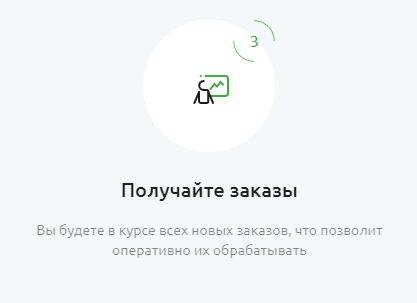 3
Получайте заказы
Вы будете в курсе всех новых заказов, что позволит
оперативно их обрабатывать